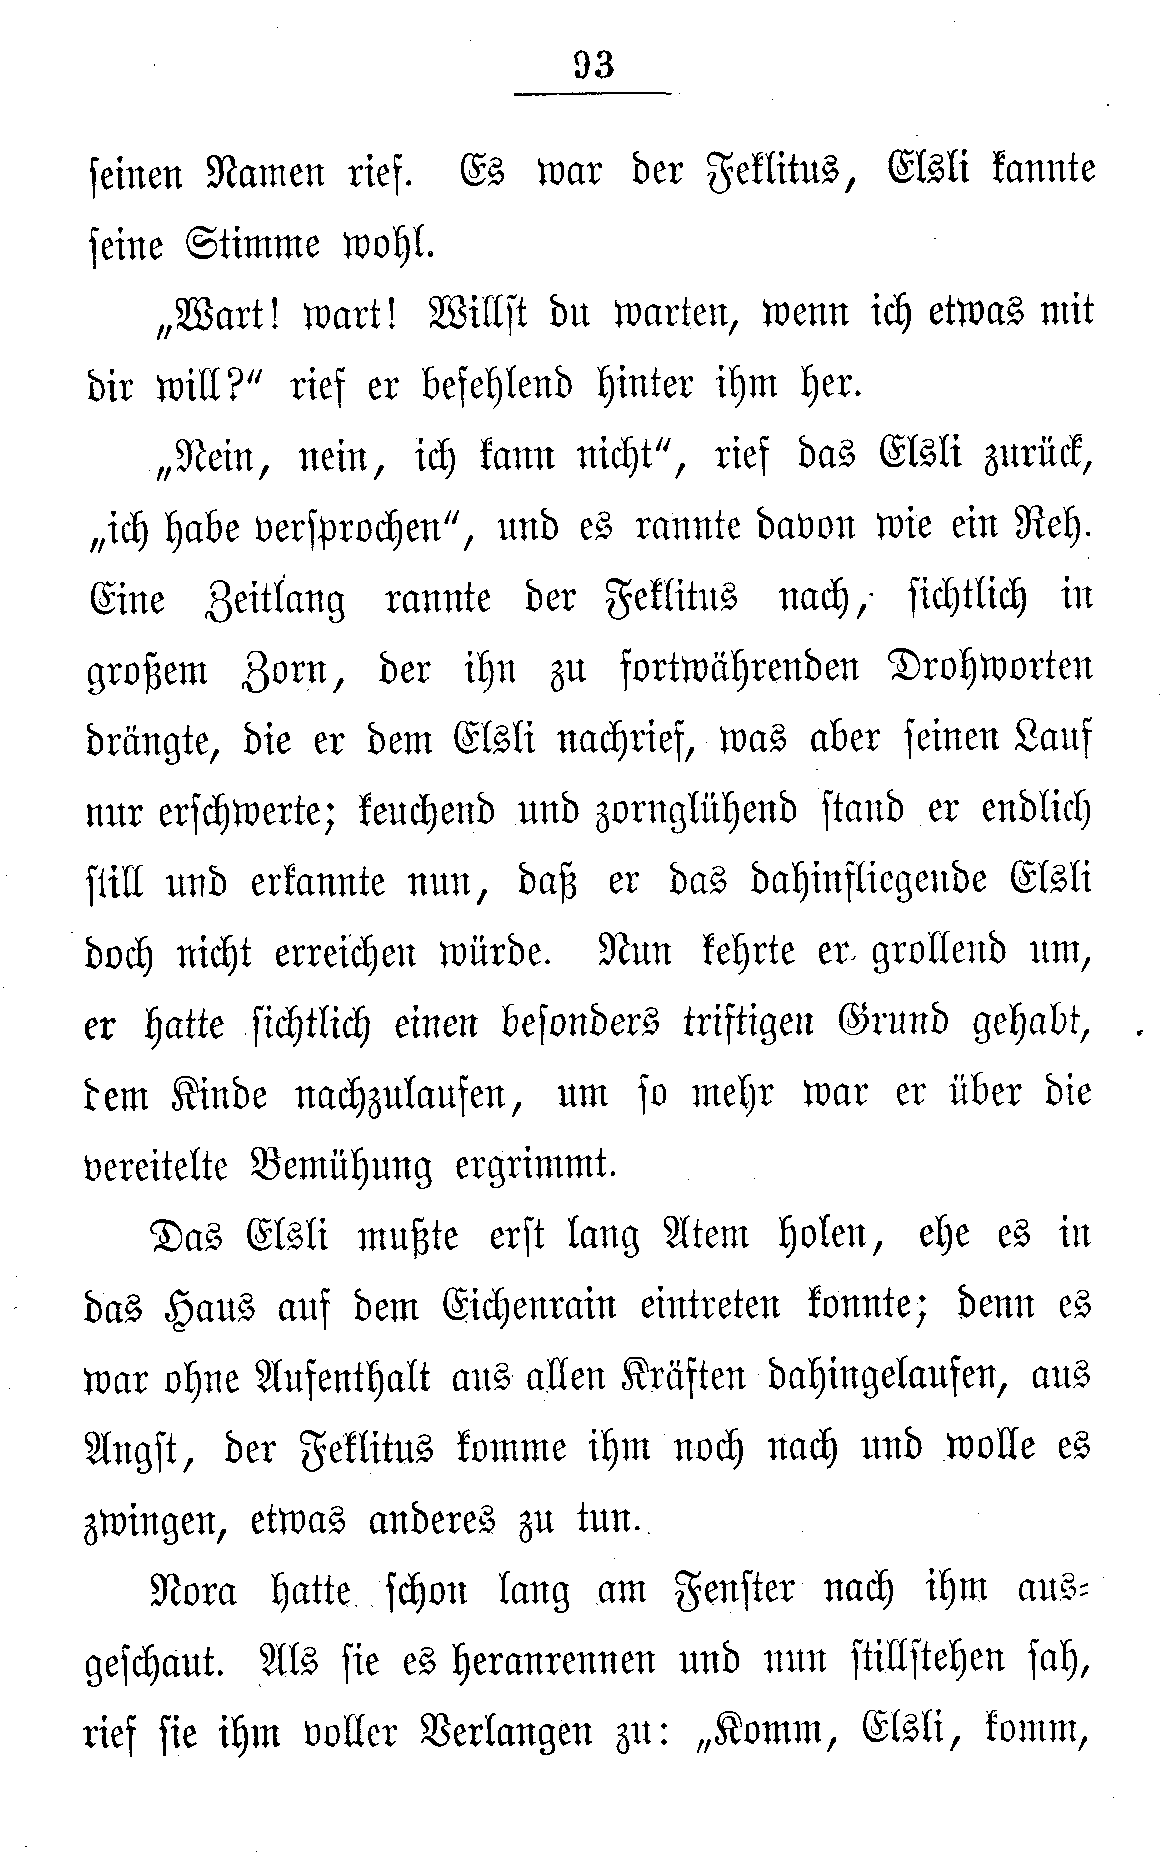 93
seinen Namen rief. Es war der Feklitus, Elsli kannte
seine Stimme wohl.
„Wart! wart! Willst du warten, wenn ich etwas mit
dir will?“ rief er befehlend hinter ihm her.
„Nein, nein, ich kann nicht“, rief das Elsli zurück,
„ich habe versprochen“, und es rannte davon wie ein Reh.
Eine Zeitlang rannte der Feklitus nach, sichtlich in
großem Zorn, der ihn zu fortwährenden Drohworten
drängte, die er dem Elsli nachrief, was aber seinen Lauf
nur erschwerte; keuchend und zornglühend stand er endlich
still und erkannte nun, daß er das dahinfliegende Elsli
doch nicht erreichen würde. Nun kehrte er grollend um,
er hatte sichtlich einen besonders triftigen Grund gehabt,
dem Kinde nachzulaufen, um so mehr war er über die
vereitelte Bemühung ergrimmt.
Das Elsli mußte erst lang Atem holen, ehe es in
das Haus auf dem Eichenrain eintreten konnte; denn es
war ohne Aufenthalt aus allen Kräften dahingelaufen, aus
Angst, der Feklitus komme ihm noch nach und wolle es
zwingen, etwas anderes zu tun.
Nora hatte schon lang am Fenster nach ihm aus-
geschaut. Als sie es heranrennen und nun stillstehen sah,
rief sie ihm voller Verlangen zu: „Komm, Elsli, komm,